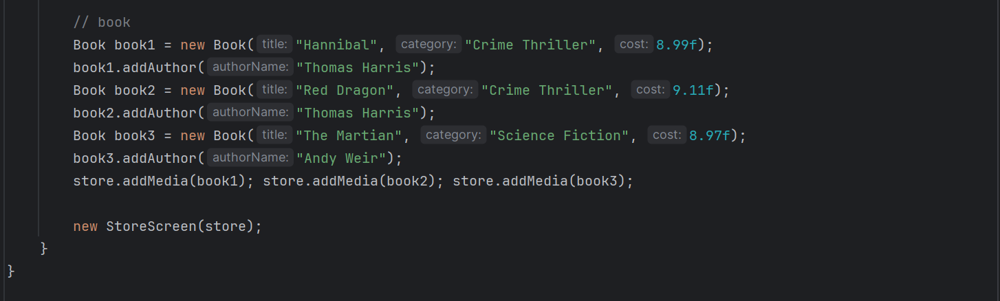 // book
Book book1 = new Book( title: "Hannibal", category: "Crime Thriller", cost: 8.99f);
book1.addAuthor( authorName: "Thomas Harris");
Book book2 = new Book( title: "Red Dragon", category: "Crime Thriller", cost: 9.11f);
book2.addAuthor( authorName: "Thomas Harris");
Book book3 = new Book( title: "The Martian", category: "Science Fiction", cost: 8.97f);
book3.addAuthor( authorName: "Andy Weir");
store.addMedia(book1); store.addMedia(book2); store.addMedia(book3);
new StoreScreen(store);
}
}